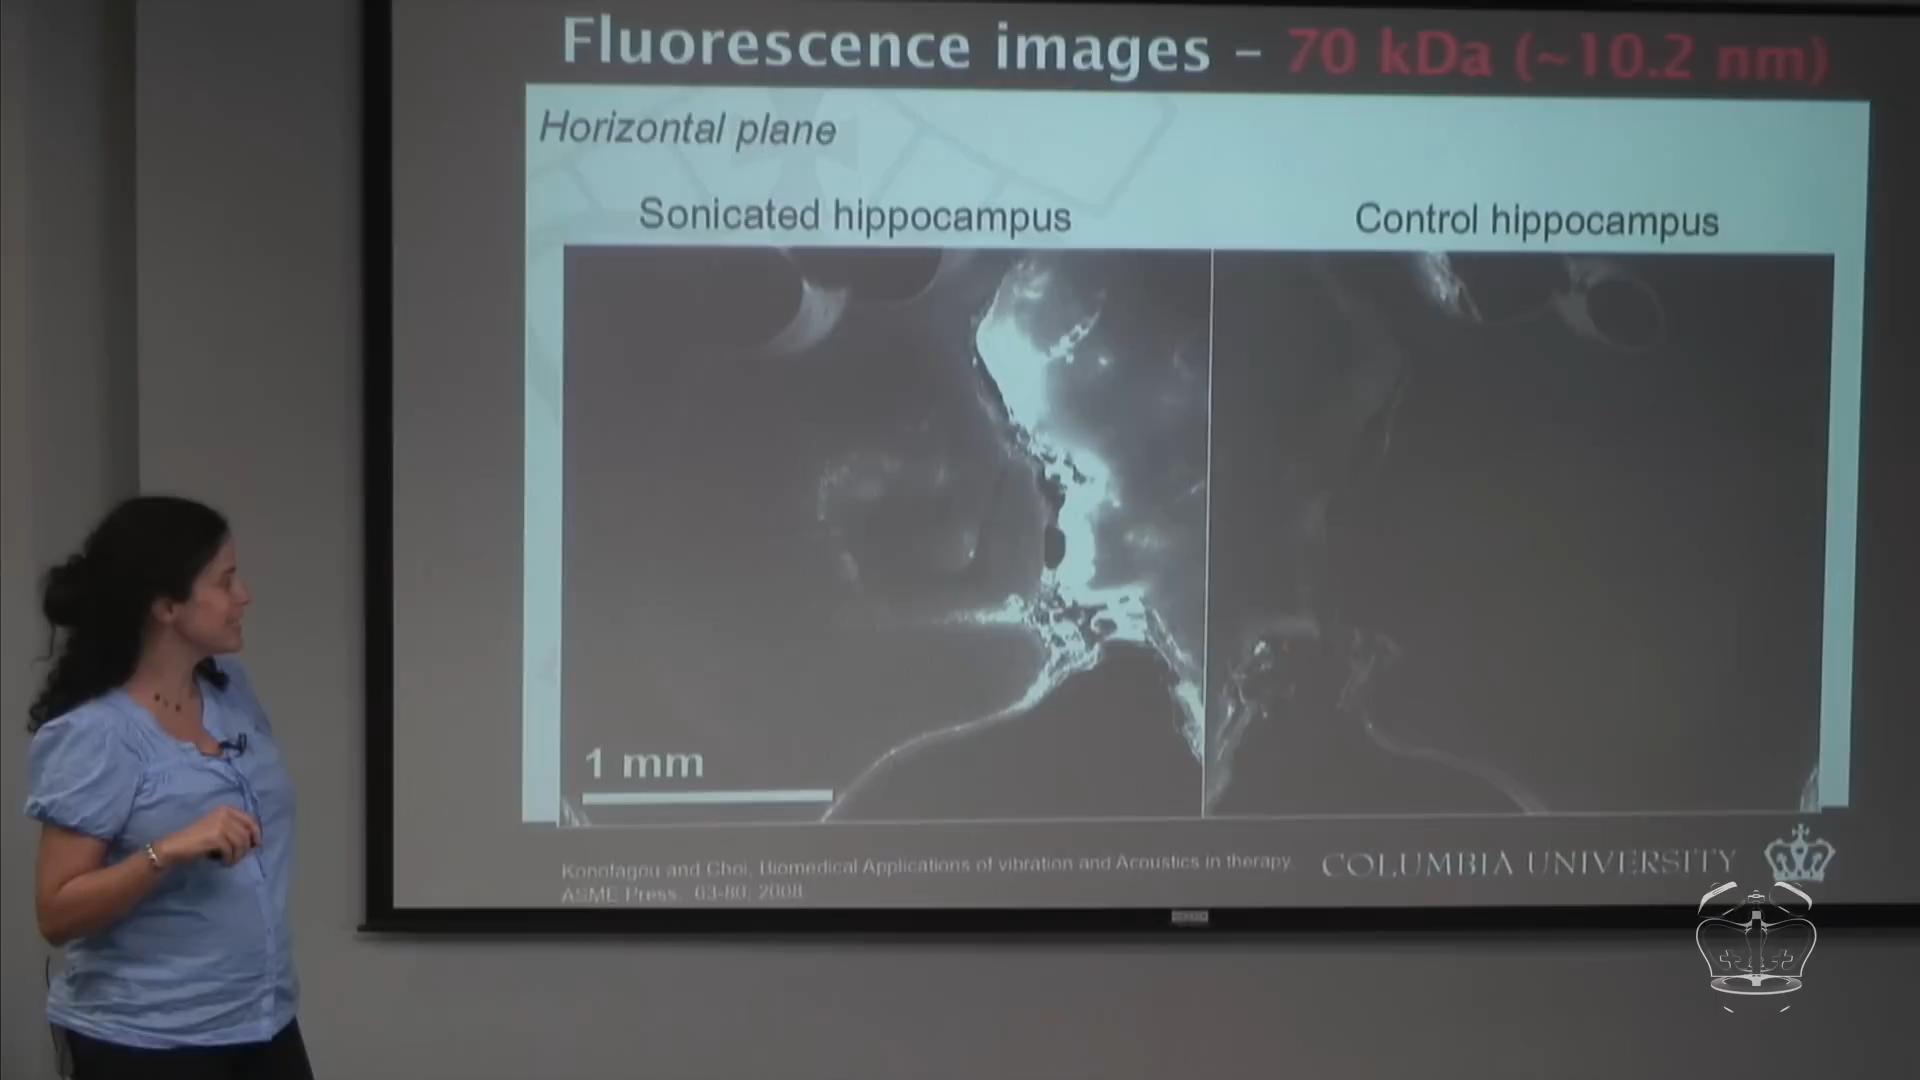 Fluorescence images – 70 kDa (~10.2 nm)
Horizontal plane
Sonicated hippocampus
Control hippocampus
1 mm
Konofagou and Choi, Biomedical Applications of vibration and Acoustics in therapy.
ASME Press. 63-80, 2008
COLUMBIA UNIVERSITY